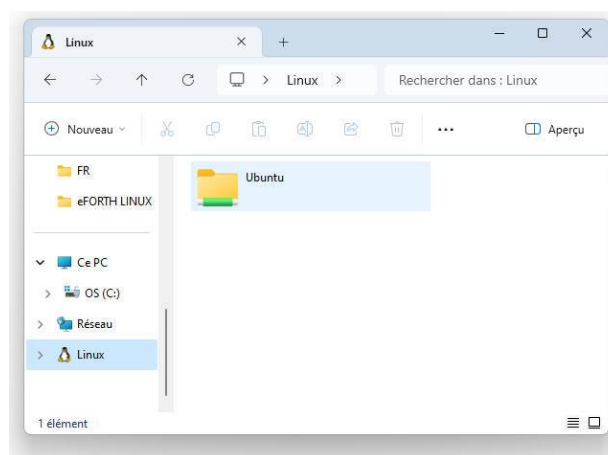 Linux
Linux
Rechercher dans : Linux
Nouveau
Aperçu
FR
eFORTH LINUX
Ubuntu
Ce PC
OS (C:)
Réseau
Linux
1 élément